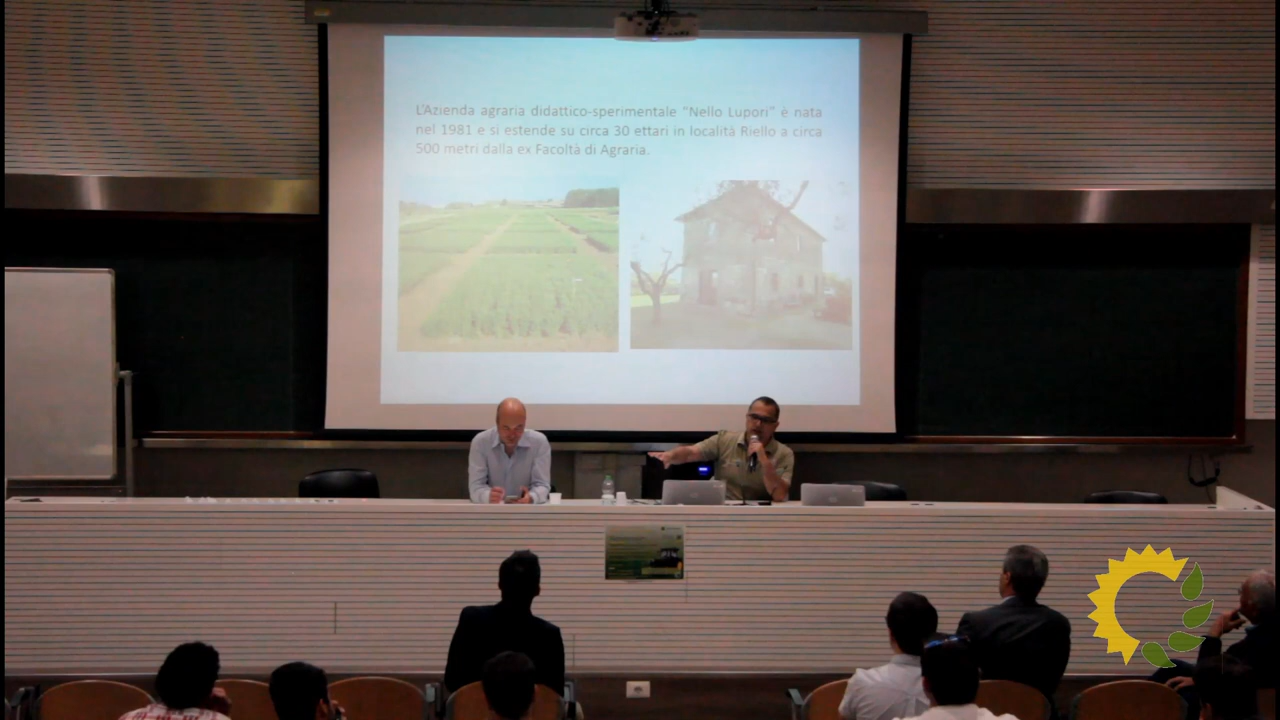 L'Azienda agraria didattico-sperimentale "Nello Lupori" è nata
nel 1981 e si estende su circa 30 ettari in località Riello a circa
500 metri dalla ex Facoltà di Agraria.